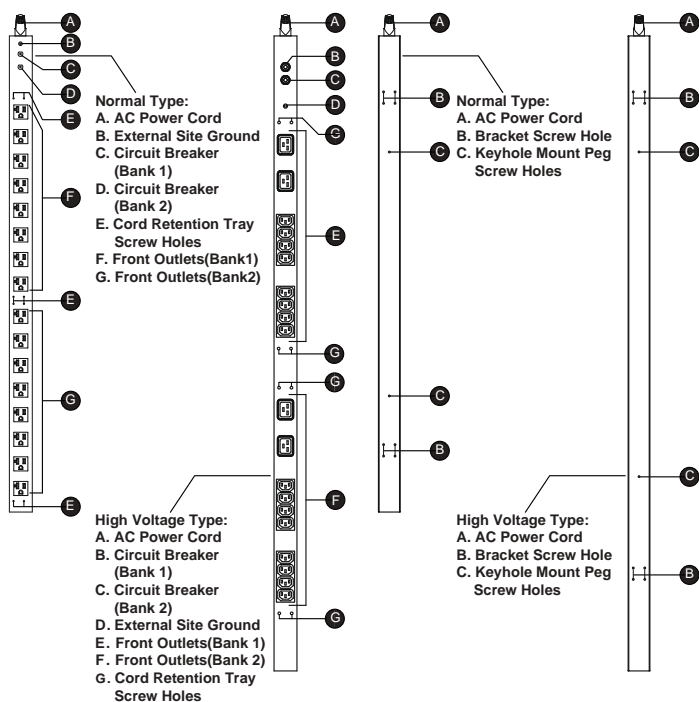 A
B
C
D
E
F
E
G
E
Normal Type:
A. AC Power Cord
B. External Site Ground
C. Circuit Breaker
(Bank 1)
D. Circuit Breaker
(Bank 2)
E. Cord Retention Tray
Screw Holes
F. Front Outlets(Bank1)
G. Front Outlets(Bank2)
A
B
C
D
G
E
G
G
F
G
High Voltage Type:
A. AC Power Cord
B. Circuit Breaker
(Bank 1)
C. Circuit Breaker
(Bank 2)
D. External Site Ground
E. Front Outlets(Bank 1)
F. Front Outlets(Bank 2)
G. Cord Retention Tray
Screw Holes
A
B
C
C
B
Normal Type:
A. AC Power Cord
B. Bracket Screw Hole
C. Keyhole Mount Peg
Screw Holes
A
B
C
C
B
High Voltage Type:
A. AC Power Cord
B. Bracket Screw Hole
C. Keyhole Mount Peg
Screw Holes